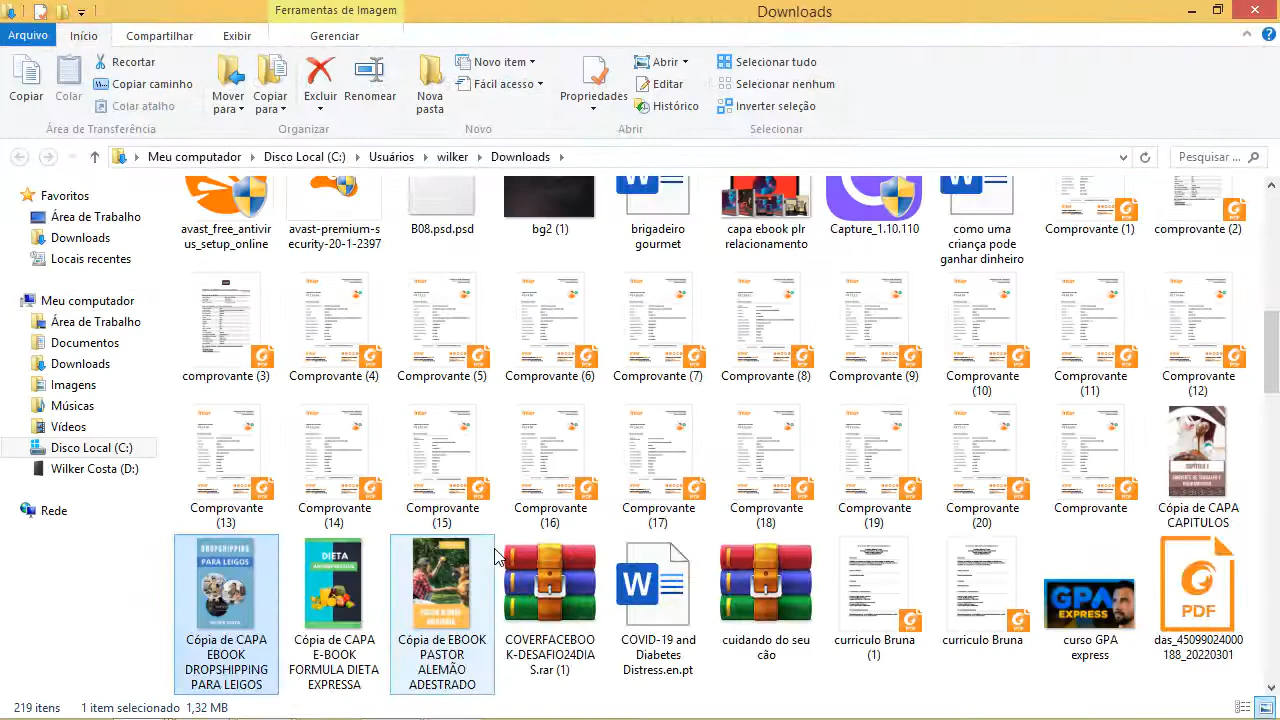 Ferramentas de Imagem
Downloads
Arquivo
Início
Compartilhar
Exibir
Gerenciar
Copiar
Colar
Recortar
Copiar caminho
Colar atalho
Área de Transferência
Mover
para
Copiar
para
Excluir
Renomear
Organizar
Nova
pasta
Novo item
Fácil acesso
Novo
Propriedades
Abrir
Editar
Histórico
Abrir
Selecionar tudo
Selecionar nenhum
Inverter seleção
Selecionar
Meu computador
Disco Local (C:)
Usuários
wilker
Downloads
Pesquisar ...
Favoritos
Área de Trabalho
Downloads
Locais recentes
Meu computador
Área de Trabalho
Documentos
Downloads
Imagens
Músicas
Vídeos
Wilker Costa (D:)
Rede
avast_free_antivir
us_setup_online
avast-premium-s
ecurity-20-1-2397
B08.psd.psd
bg2 (1)
brigadeiro
gourmet
capa ebook plr
relacionamento
Capture_1.10.110
como uma
criança pode
ganhar dinheiro
Comprovante (1)
comprovante (2)
comprovante (3)
Comprovante (4)
Comprovante (5)
Comprovante (6)
Comprovante (7)
Comprovante (8)
Comprovante (9)
Comprovante
(10)
Comprovante
(11)
Comprovante
(12)
Comprovante
(13)
Comprovante
(14)
Comprovante
(15)
Comprovante
(16)
Comprovante
(17)
Comprovante
(18)
Comprovante
(19)
Comprovante
(20)
Comprovante
Cópia de CAPA
CAPITULOS
DROPSHIPPING
PARA LEIGOS
Cópia de CAPA
EBOOK
DROPSHIPPING
PARA LEIGOS
DIETA
Cópia de CAPA
E-BOOK
FORMULA DIETA
EXPRESSA
Cópia de EBOOK
PASTOR
ALEMÃO
ADESTRADO
COVERFACEBOO
K-DESAFIO24DIA
S.rar (1)
COVID-19 and
Diabetes
Distress.en.pt
cuidando do seu
cão
curriculo Bruna
(1)
curriculo Bruna
GPA
EXPRESS
curso GPA
express
PDF
das_45099024000
188_20220301
219 itens
1 item selecionado 1,32 MB